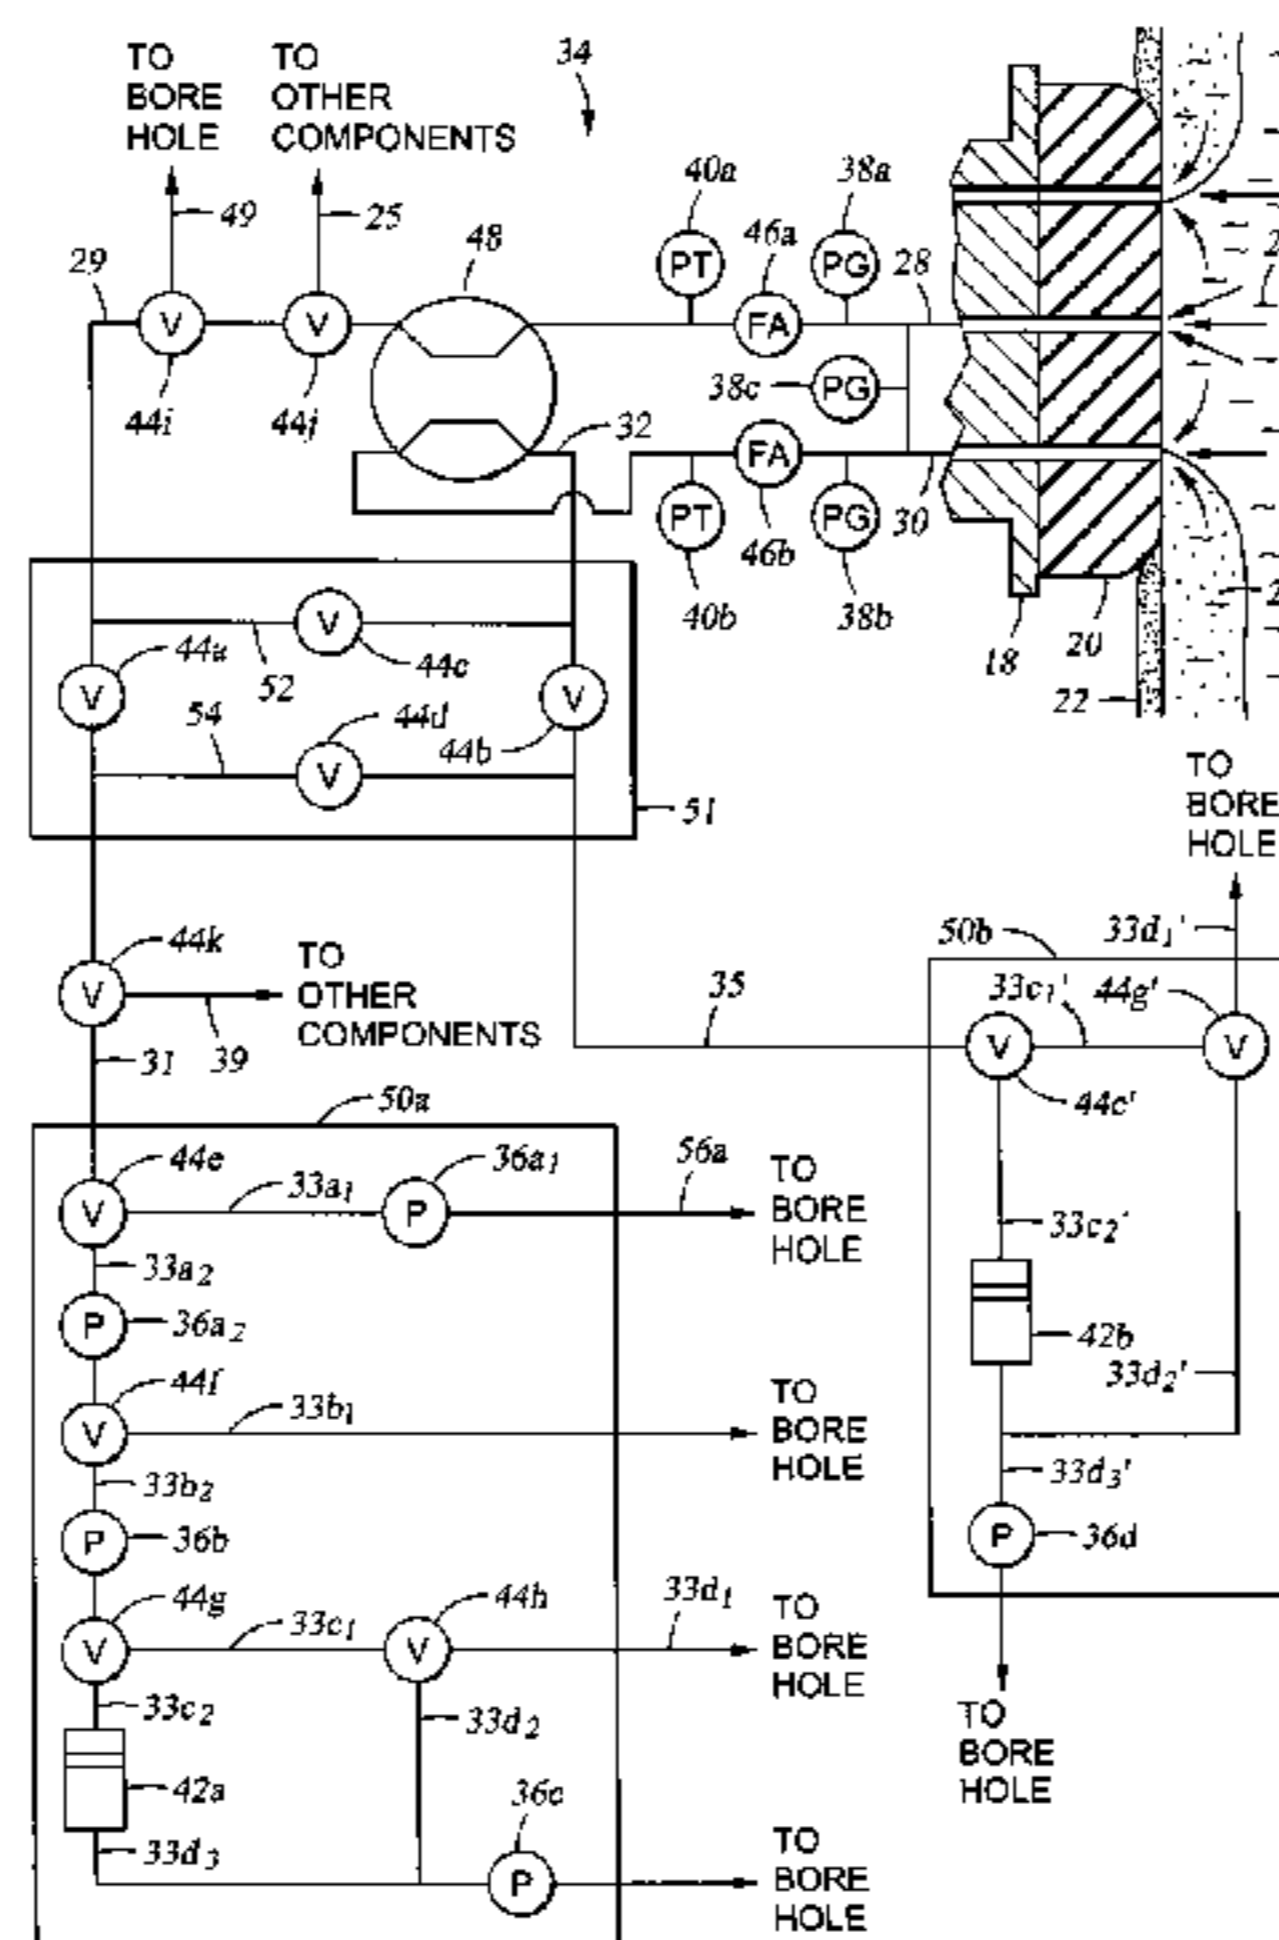 TO
BORE
HOLE
TO
OTHER
COMPONENTS
34
49
25
29
48
40a
46a
38a
28
PT
FA
PG
V
V
44i
44j
38c
PG
32
FA
PT
PG
46b
30
40b
38b
18
20
22
44a
V
44c
52
54
V
44d
44b
V
V
51
TO
BORE
HOLE
44k
V
TO
OTHER
COMPONENTS
31
39
35
50b
33d1'
33c1'
44g'
V
V
44c'
33c2'
42b
33d2'
33d3'
P
36d
TO
BORE
HOLE
50a
44e
V
33a1
36a1
P
56a
TO
BORE
HOLE
33a2
P
36a2
44f
V
33b1
TO
BORE
HOLE
33b2
P
36b
44g
V
33c1
44h
V
33d1
TO
BORE
HOLE
33c2
33d2
42a
36c
33d3
P
TO
BORE
HOLE